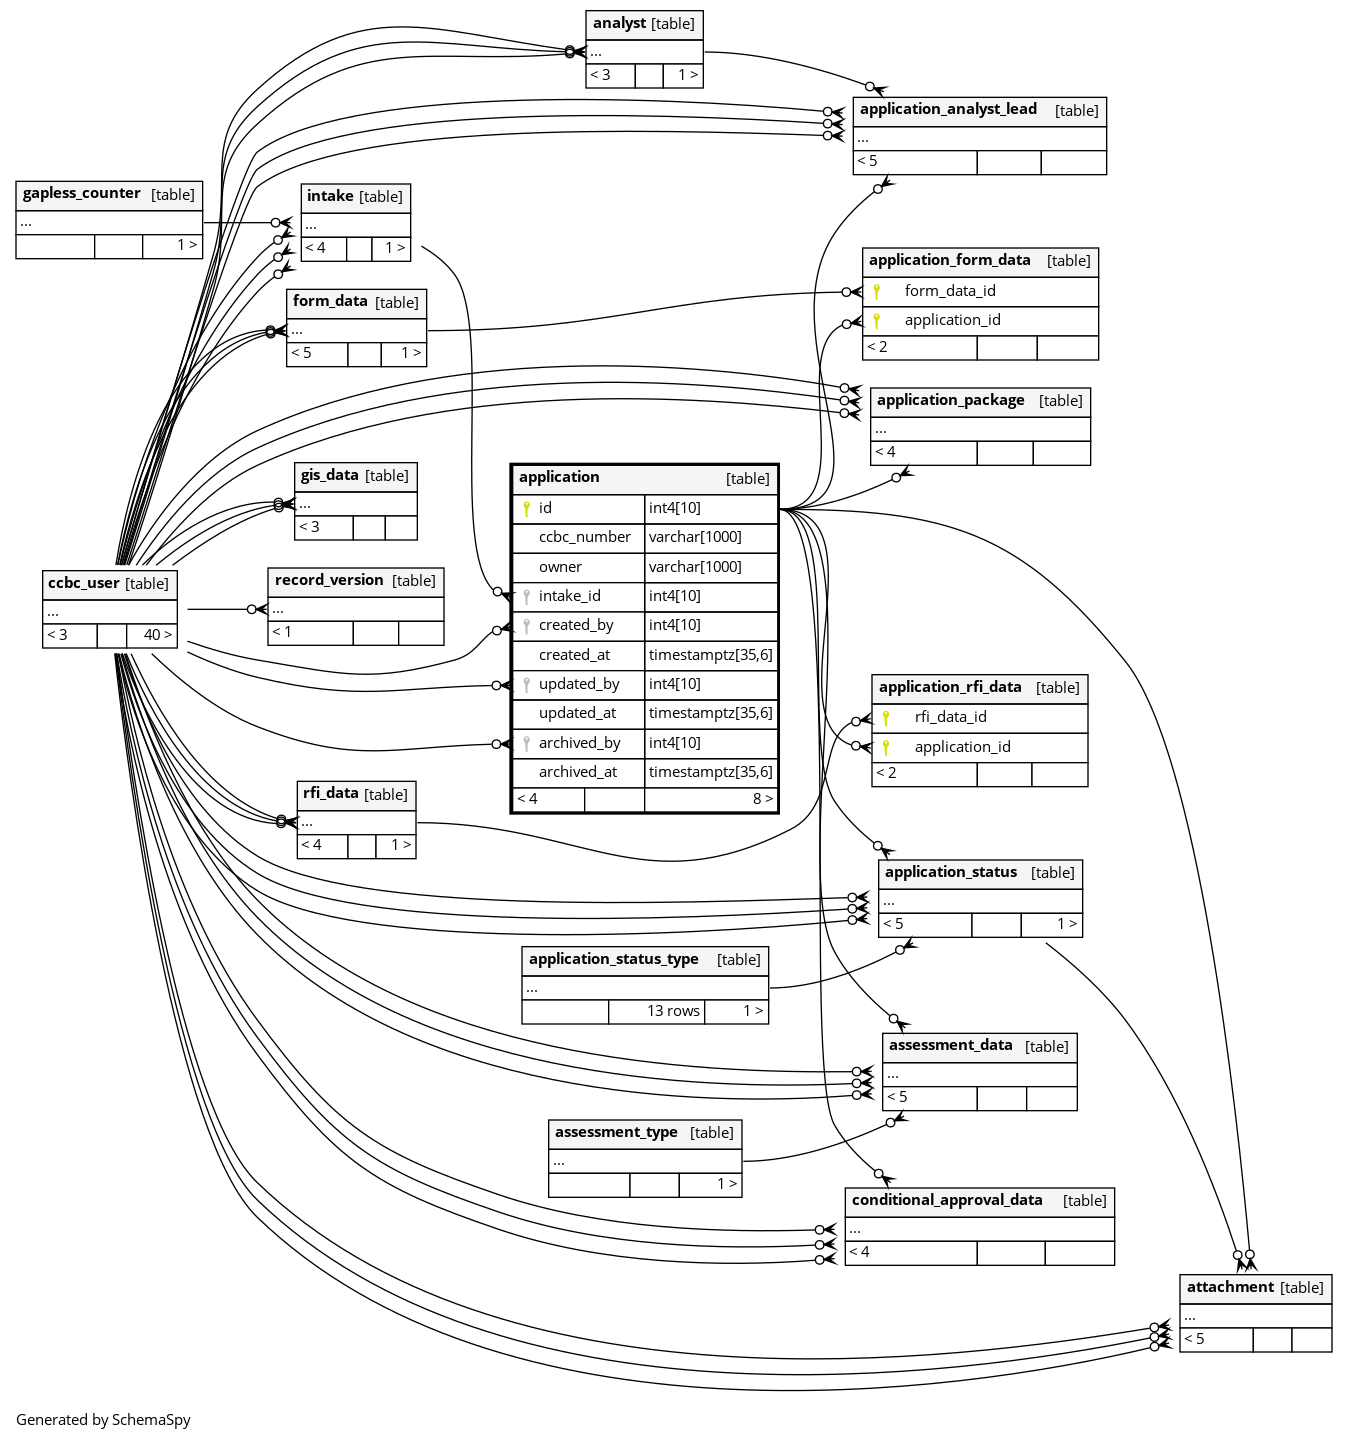 analyst [table]
...
< 3 1 >
application_analyst_lead [table]
...
< 5
gapless_counter [table]
...
1 >
intake [table]
...
< 4 1 >
application_form_data [table]
form_data_id
application_id
< 2
form_data [table]
...
< 5 1 >
application_package [table]
...
< 4
gis_data [table]
...
< 3
application [table]
id int4[10]
ccbc_number varchar[1000]
owner varchar[1000]
intake_id int4[10]
created_by int4[10]
created_at timestamptz[35,6]
updated_by int4[10]
updated_at timestamptz[35,6]
archived_by int4[10]
archived_at timestamptz[35,6]
< 4 8 >
ccbc_user [table]
...
< 3 40 >
record_version [table]
...
< 1
application_rfi_data [table]
rfi_data_id
application_id
< 2
rfi_data [table]
...
< 4 1 >
application_status [table]
...
< 5 1 >
application_status_type [table]
...
13 rows 1 >
assessment_data [table]
...
< 5
assessment_type [table]
...
1 >
conditional_approval_data [table]
...
< 4
attachment [table]
...
< 5
Generated by SchemaSpy